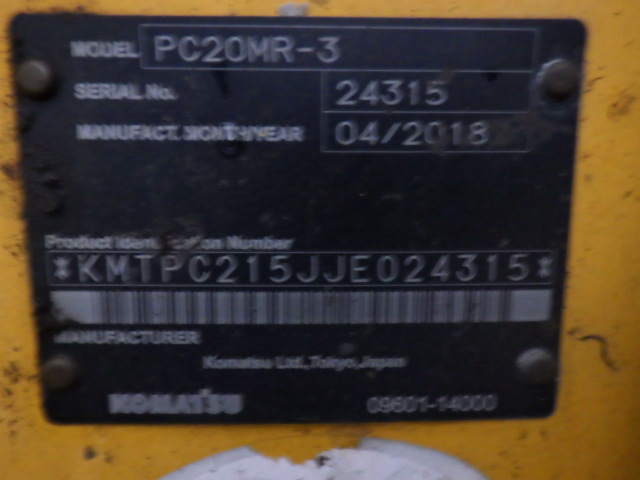 MODEL PC20MR-3
SERIAL No. 24315
MANUFACT. MONTH/YEAR 04/2018
Product Identification Number
*KMTPC215JJE024315*
MANUFACTURER
Komatsu Ltd., Tokyo, Japan
KOMATSU 09601-14000